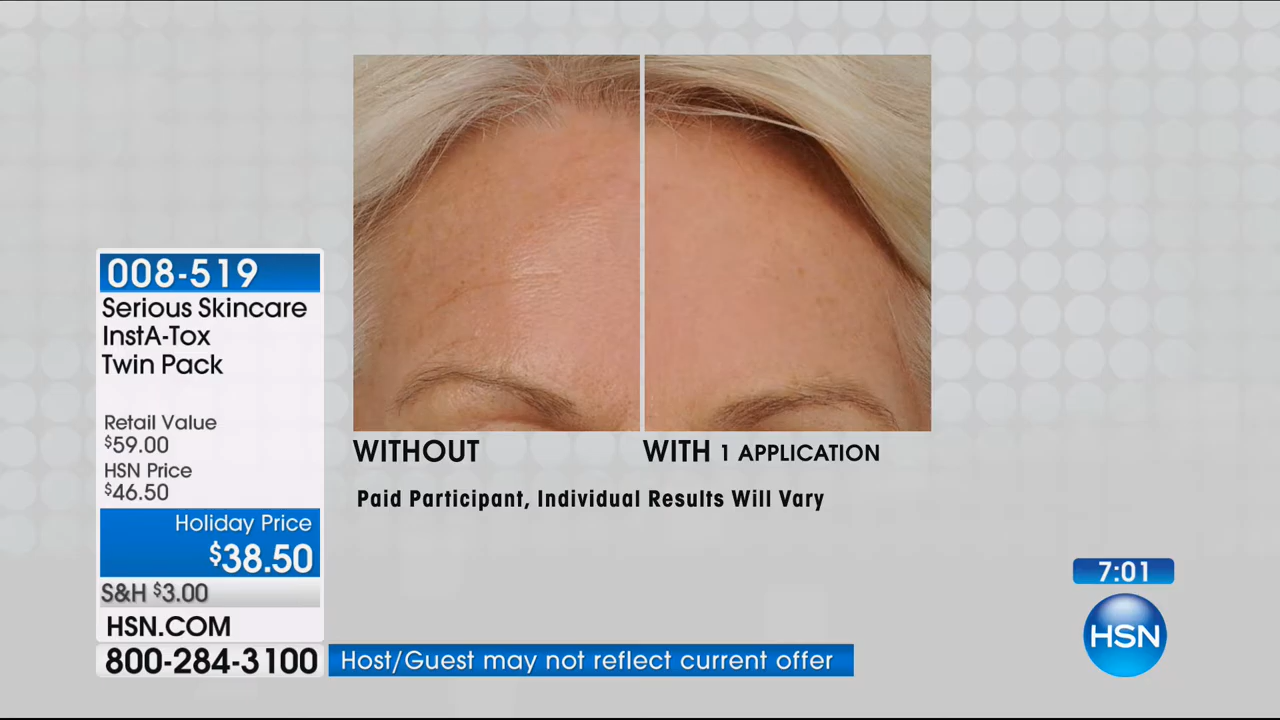 008-519
Serious Skincare
InstA-Tox
Twin Pack
Retail Value
$59.00
HSN Price
$46.50
Holiday Price
$38.50
S&H $3.00
HSN.COM
800-284-3100
WITHOUT
WITH 1 APPLICATION
Paid Participant, Individual Results Will Vary
Host/Guest may not reflect current offer
7:01
HSN